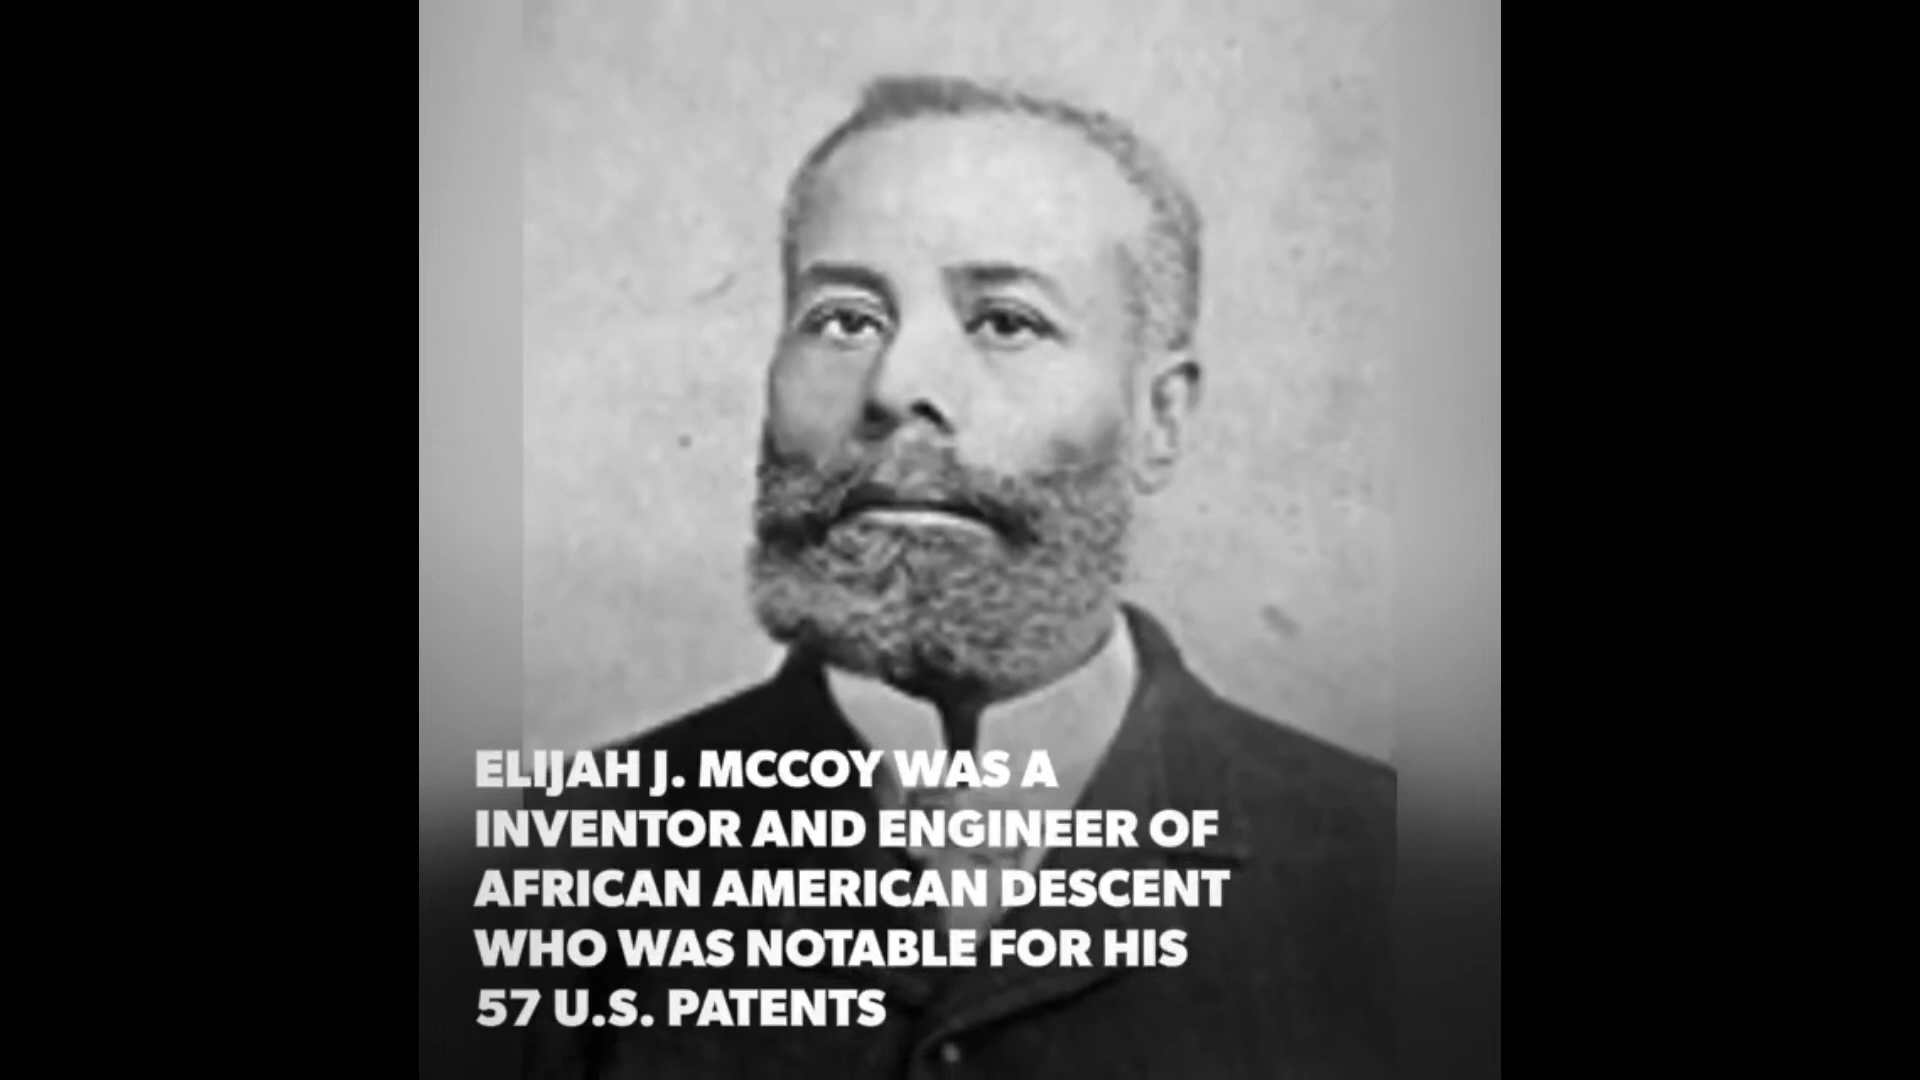 ELIJAH J. MCCOY WAS A
INVENTOR AND ENGINEER OF
AFRICAN AMERICAN DESCENT
WHO WAS NOTABLE FOR HIS
57 U.S. PATENTS